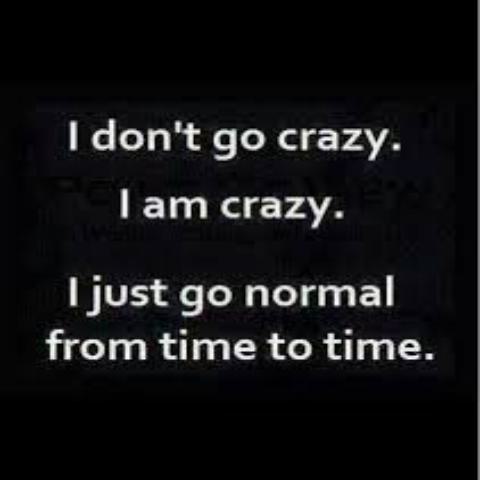 I don't go crazy.
I am crazy.
I just go normal
from time to time.